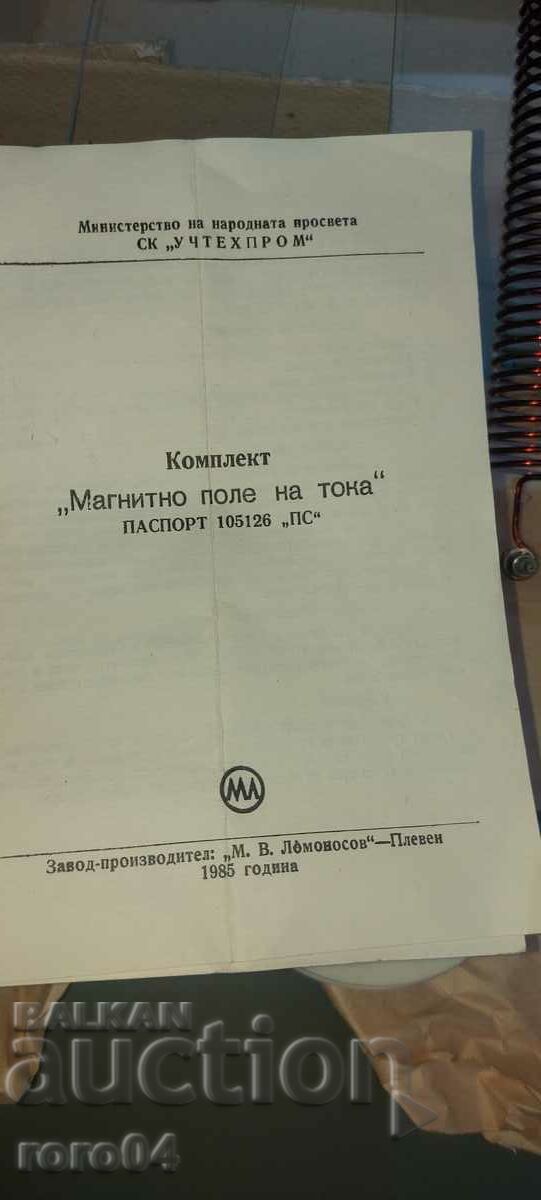 Министерство на народната просвета
СК „УЧТЕХПРОМ“
Комплект
„Магнитно поле на тока“
ПАСПОРТ 105126 „ПС“
МЛ
Завод-производител: „М. В. Ломоносов“—Плевен
1985 година
BALKAN
auction
roro04